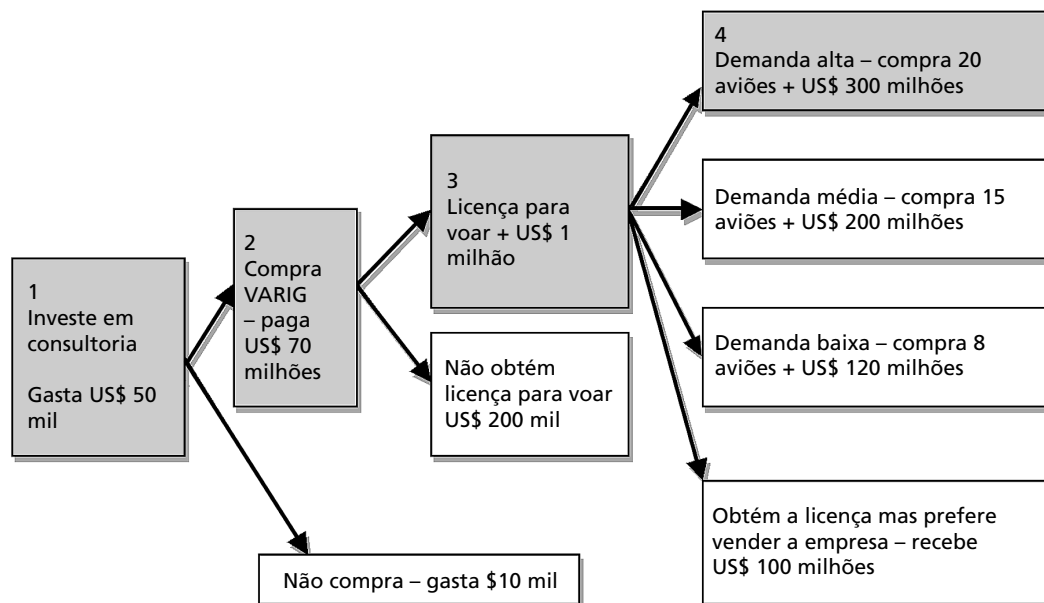 1
Investe em
consultoria
Gasta US$ 50
mil
2
Compra
VARIG
– paga
US$ 70
milhões
Não compra – gasta $10 mil
3
Licença para
voar + US$ 1
milhão
Não obtém
licença para voar
US$ 200 mil
4
Demanda alta – compra 20
aviões + US$ 300 milhões
Demanda média – compra 15
aviões + US$ 200 milhões
Demanda baixa – compra 8
aviões + US$ 120 milhões
Obtém a licença mas prefere
vender a empresa – recebe
US$ 100 milhões